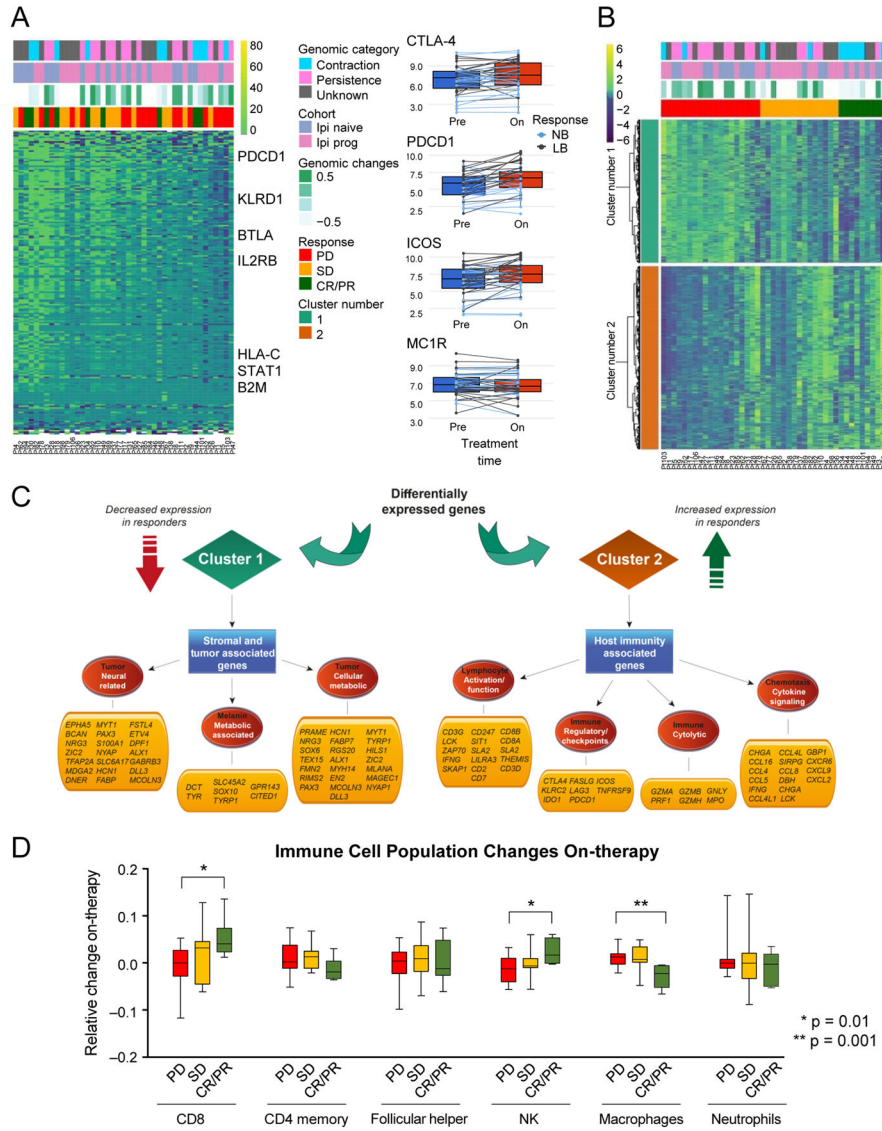 A
80
60
40
20
0
Genomic category
Contraction
Persistence
Unknown
Cohort
Ipi naive
Ipi prog
Genomic changes
0.5
−0.5
Response
PD
SD
CR/PR
Cluster number
1
2
PDCD1
KLRD1
BTLA
IL2RB
HLA-C
STAT1
B2M
CTLA-4
9.0
6.0
3.0
Pre
On
Response
NB
LB
PDCD1
10.0
7.5
5.0
2.5
Pre
On
ICOS
10.0
7.5
5.0
2.5
Pre
On
MC1R
9.0
7.0
5.0
3.0
Pre
On
Treatment
time
B
6
4
2
0
−2
−4
−6
Cluster number 1
Cluster number 2
C
Differentially
expressed genes
Decreased expression
in responders
Increased expression
in responders
Cluster 1
Cluster 2
Stromal and
tumor associated
genes
Host immunity
associated
genes
Tumor
Neural
related
Melanin
Metabolic
associated
Tumor
Cellular
metabolic
Lymphocyte
Activation/
function
Immune
Regulatory/
checkpoints
Immune
Cytolytic
Chemotaxis
Cytokine
signaling
EPHA5 MYT1 FSTL4
BCAN PAX3 ETV4
NRG3 S100A1 DPF1
ZIC2 NYAP ALX1
TFAP2A SLC6A17 GABRB3
MDGA2 HCN1 DLL3
DNER FABP MCOLN3
DCT SLC45A2 GPR143
TYR SOX10 CITED1
TYRP1
PRAME HCN1 MYT1
NRG3 FABP7 TYRP1
SOX6 RGS20 HILS1
TEX15 ALX1 ZIC2
FMN2 MYH14 MLANA
RIMS2 EN2 MAGEC1
PAX3 MCOLN3 NYAP1
DLL3
CD3G CD247 CD8B
LCK SIT1 CD8A
ZAP70 SLA2 SLA2
IFNG LILRA3 THEMIS
SKAP1 CD2 CD3D
CD7
CTLA4 FASLG ICOS
KLRC2 LAG3 TNFRSF9
IDO1 PDCD1
GZMA GZMB GNLY
PRF1 GZMH MPO
CHGA CCL4L GBP1
CCL16 SIRPG CXCR6
CCL4 CCL8 CXCL9
CCL5 DBH CXCL2
IFNG CHGA
CCL4L1 LCK
D
Immune Cell Population Changes On-therapy
Relative change on-therapy
0.2
0.1
0.0
−0.1
−0.2
*
*
**
* p = 0.01
** p = 0.001
PD SD CR/PR
PD SD CR/PR
PD SD CR/PR
PD SD CR/PR
PD SD CR/PR
PD SD CR/PR
CD8
CD4 memory
Follicular helper
NK
Macrophages
Neutrophils